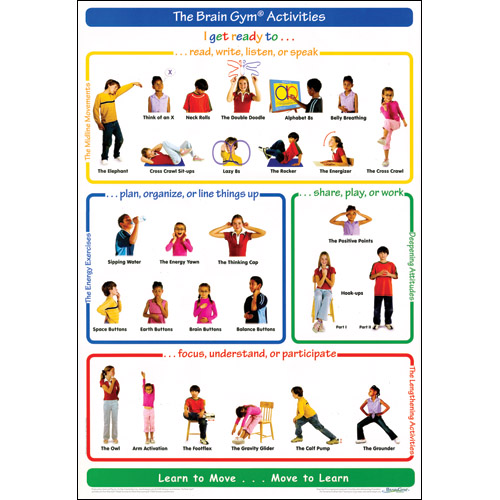 The Brain Gym® Activities
I get ready to . . .
. . . read, write, listen, or speak
The Midline Movements
X
Think of an X
Neck Rolls
The Double Doodle
Alphabet 8s
Belly Breathing
The Elephant
Cross Crawl Sit-ups
Lazy 8s
The Rocker
The Energizer
The Cross Crawl
. . . plan, organize, or line things up
The Energy Exercises
Sipping Water
The Energy Yawn
The Thinking Cap
Space Buttons
Earth Buttons
Brain Buttons
Balance Buttons
. . . share, play, or work
Deepening Attitudes
The Positive Points
Hook-ups
Part I
Part II
. . . focus, understand, or participate
The Lengthening Activities
The Owl
Arm Activation
The Footflex
The Gravity Glider
The Calf Pump
The Grounder
Learn to Move . . . Move to Learn